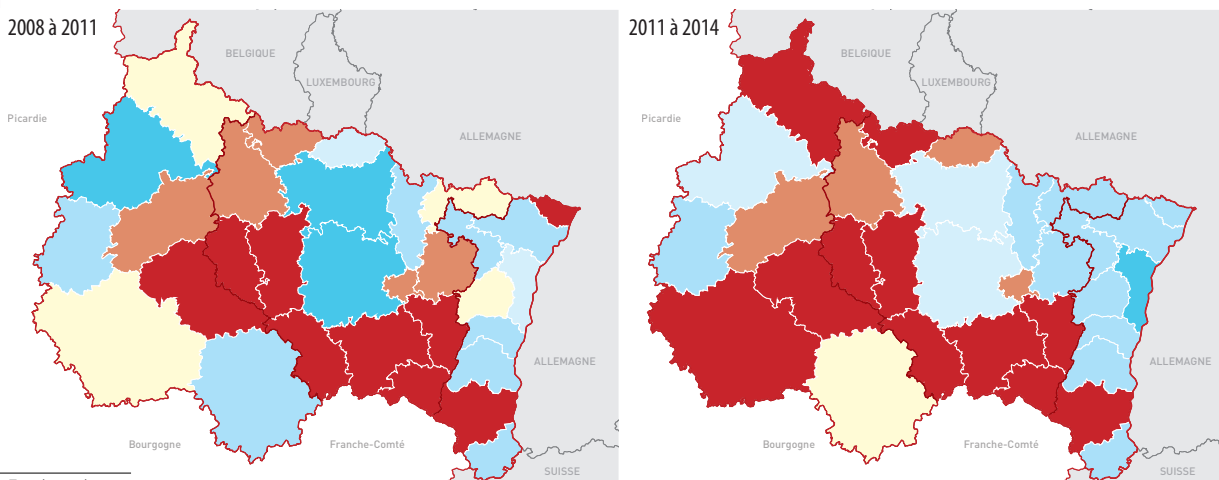 2008 à 2011
BELGIQUE
LUXEMBOURG
Picardie
ALLEMAGNE
ALLEMAGNE
Bourgogne
Franche-Comté
SUISSE
2011 à 2014
BELGIQUE
LUXEMBOURG
Picardie
ALLEMAGNE
ALLEMAGNE
Bourgogne
Franche-Comté
SUISSE